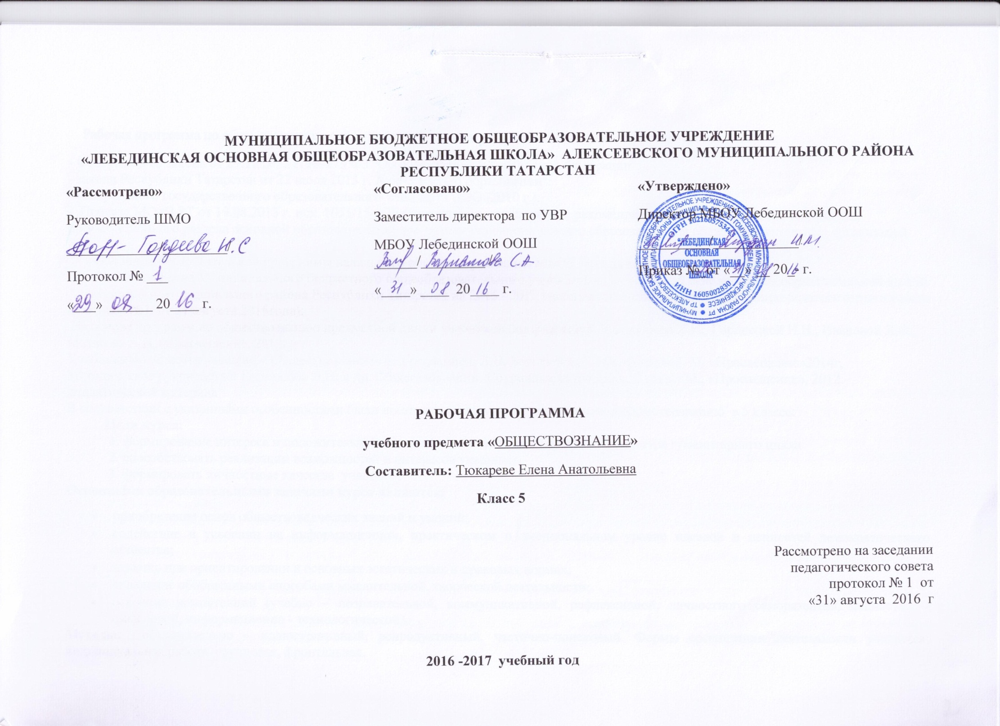 МУНИЦИПАЛЬНОЕ БЮДЖЕТНОЕ ОБЩЕОБРАЗОВАТЕЛЬНОЕ УЧРЕЖДЕНИЕ
«ЛЕБЕДИНСКАЯ ОСНОВНАЯ ОБЩЕОБРАЗОВАТЕЛЬНАЯ ШКОЛА» АЛЕКСЕЕВСКОГО МУНИЦИПАЛЬНОГО РАЙОНА
РЕСПУБЛИКИ ТАТАРСТАН
«Рассмотрено»
Руководитель ШМО
Гордеева Н.С
Протокол № 1
«29» 08 2016 г.
«Согласовано»
Заместитель директора по УВР
МБОУ Лебединской ООШ
/ Варламова С.А
«31» 08 2016 г.
«Утверждено»
Директор МБОУ Лебединской ООШ
/ И.М.
Приказ № от «31» 2016 г.
ОГРН 1021605753443
"ЛЕБЕДИНСКАЯ
ОСНОВНАЯ
ОБЩЕОБРАЗОВАТЕЛЬНАЯ
ШКОЛА"
ИНН 1605002830
РАБОЧАЯ ПРОГРАММА
учебного предмета «ОБЩЕСТВОЗНАНИЕ»
Составитель: Тюкареве Елена Анатольевна
Класс 5
Рассмотрено на заседании
педагогического совета
протокол № 1 от
«31» августа 2016 г
2016 -2017 учебный год